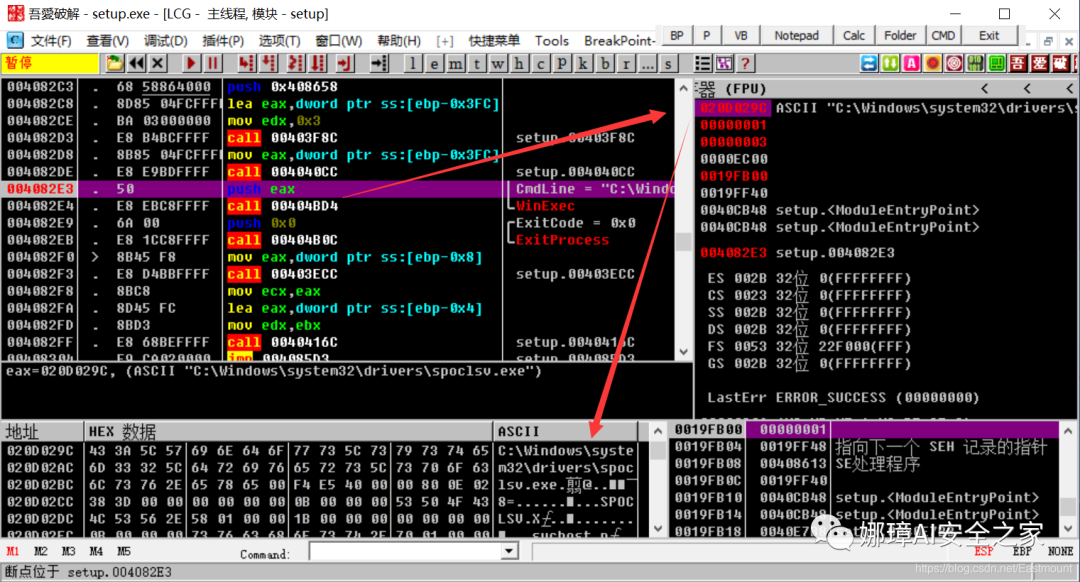 吾爱破解 - setup.exe - [LCG - 主线程, 模块 - setup]
文件(F) 查看(V) 调试(D) 插件(P) 选项(T) 窗口(W) 帮助(H) [+] 快捷菜单 Tools BreakPoint- BP P VB Notepad Calc Folder CMD Exit
暂停 l e m t w h c p k b r ... s ?
004082C3 . 68 58864000 push 0x408658
004082C8 . 8D85 04FCFFFF lea eax,dword ptr ss:[ebp-0x3FC]
004082CE . BA 03000000 mov edx,0x3
004082D3 . E8 B4BCFFFF call 00403F8C setup.00403F8C
004082D8 . 8B85 04FCFFFF mov eax,dword ptr ss:[ebp-0x3FC]
004082DE . E8 E9BDFFFF call 004040CC setup.004040CC
004082E3 . 50 push eax CmdLine = "C:\Windo
004082E4 . E8 EBC8FFFF call 00404BD4 WinExec
004082E9 . 6A 00 push 0x0 ExitCode = 0x0
004082EB . E8 1CC8FFFF call 00404B0C ExitProcess
004082F0 > 8B45 F8 mov eax,dword ptr ss:[ebp-0x8]
004082F3 . E8 D4BBFFFF call 00403ECC setup.00403ECC
004082F8 . 8BC8 mov ecx,eax
004082FA . 8D45 FC lea eax,dword ptr ss:[ebp-0x4]
004082FD . 8BD3 mov edx,ebx
004082FF . E8 68BEFFFF call 0040416C setup.0040416C
00408304 . E9 CA020000 jmp 004085D3 setup.004085D3
eax=020D029C, (ASCII "C:\Windows\system32\drivers\spoclsv.exe")
器 (FPU) < < <
020D029C ASCII "C:\Windows\system32\drivers\s
00000001
00000003
0000EC00
0019FB00
0019FF40
0040CB48 setup.<ModuleEntryPoint>
0040CB48 setup.<ModuleEntryPoint>
004082E3 setup.004082E3
ES 002B 32位 0(FFFFFFFF)
CS 0023 32位 0(FFFFFFFF)
SS 002B 32位 0(FFFFFFFF)
DS 002B 32位 0(FFFFFFFF)
FS 0053 32位 22F000(FFF)
GS 002B 32位 0(FFFFFFFF)
LastErr ERROR_SUCCESS (00000000)
地址 HEX 数据 ASCII
020D029C 43 3A 5C 57 69 6E 64 6F 77 73 5C 73 79 73 74 65 C:\Windows\syste
020D02AC 6D 33 32 5C 64 72 69 76 65 72 73 5C 73 70 6F 63 m32\drivers\spoc
020D02BC 6C 73 76 2E 65 78 65 00 F4 E5 40 00 00 80 0E 02 lsv.exe.
020D02CC 38 3D 00 00 00 00 00 00 0B 00 00 00 53 50 4F 43 8=......SPOC
020D02DC 4C 53 56 2E 58 01 00 00 1B 00 00 00 00 00 00 00 LSV.X
0019FB00 00000001
0019FB04 0019FF48 指向下一个 SEH 记录的指针
0019FB08 00408613 SE处理程序
0019FB0C 0019FF40
0019FB10 0040CB48 setup.<ModuleEntryPoint>
0019FB14 0040CB48 setup.<ModuleEntryPoint>
0019FB18
M1 M2 M3 M4 M5 Command: ESP EBP NONE
断点位于 setup.004082E3
娜璋AI安全之家
https://blog.csdn.net/Eastmount